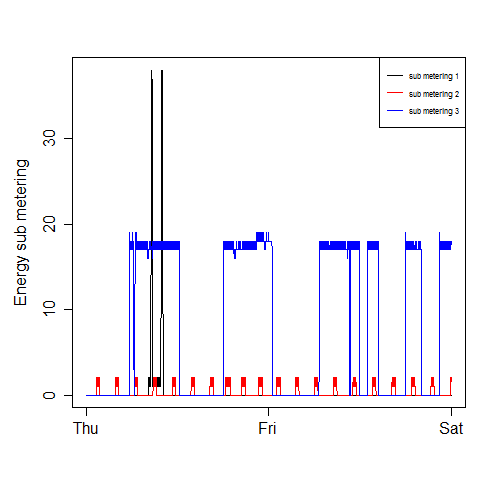 sub metering 1
sub metering 2
sub metering 3
Energy sub metering
30
20
10
0
Thu Fri Sat